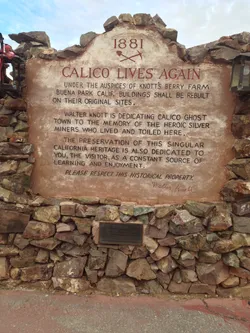 1881
CALICO LIVES AGAIN
UNDER THE AUSPICES OF KNOTT'S BERRY FARM
BUENA PARK CALIF. BUILDINGS SHALL BE REBUILT
ON THEIR ORIGINAL SITES.
WALTER KNOTT IS DEDICATING CALICO GHOST
TOWN TO THE MEMORY OF THE HEROIC SILVER
MINERS WHO LIVED AND TOILED HERE.
THE PRESERVATION OF THIS SINGULAR
CALIFORNIA HERITAGE IS ALSO DEDICATED TO
YOU, THE VISITOR, AS A CONSTANT SOURCE OF
LEARNING AND ENJOYMENT.
PLEASE RESPECT THIS HISTORICAL PROPERTY.